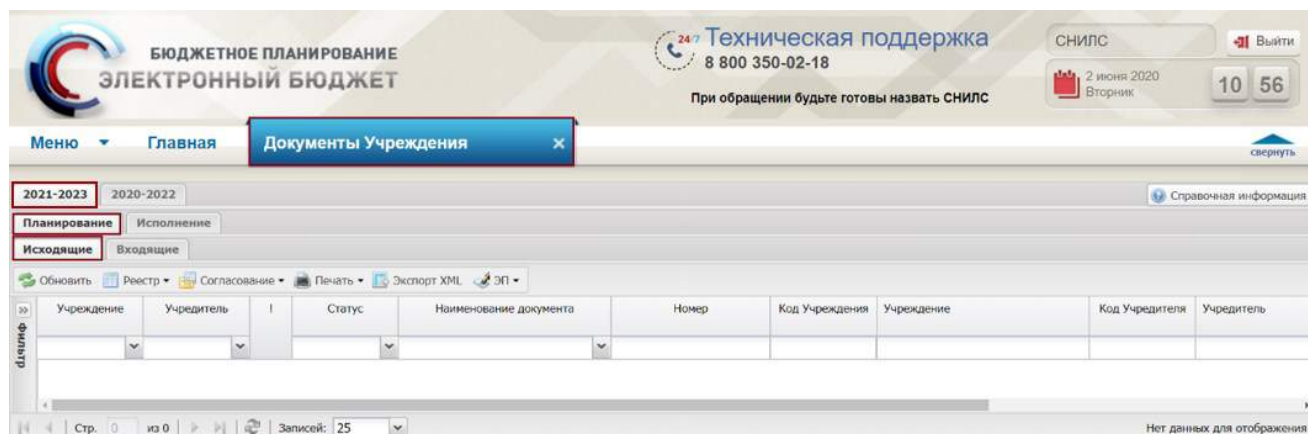 БЮДЖЕТНОЕ ПЛАНИРОВАНИЕ
ЭЛЕКТРОННЫЙ БЮДЖЕТ
24/7 Техническая поддержка
8 800 350-02-18
При обращении будьте готовы назвать СНИЛС
СНИЛС Выйти
2 июня 2020
Вторник
10 56
Меню Главная Документы Учреждения
свернуть
2021-2023 2020-2022 Справочная информация
Планирование Исполнение
Исходящие Входящие
Обновить Реестр Согласование Печать Экспорт XML ЭП
Учреждение Учредитель ! Статус Наименование документа Номер Код Учреждения Учреждение Код Учредителя Учредитель
Фильтр
Стр. 0 из 0 Записей: 25 Нет данных для отображения